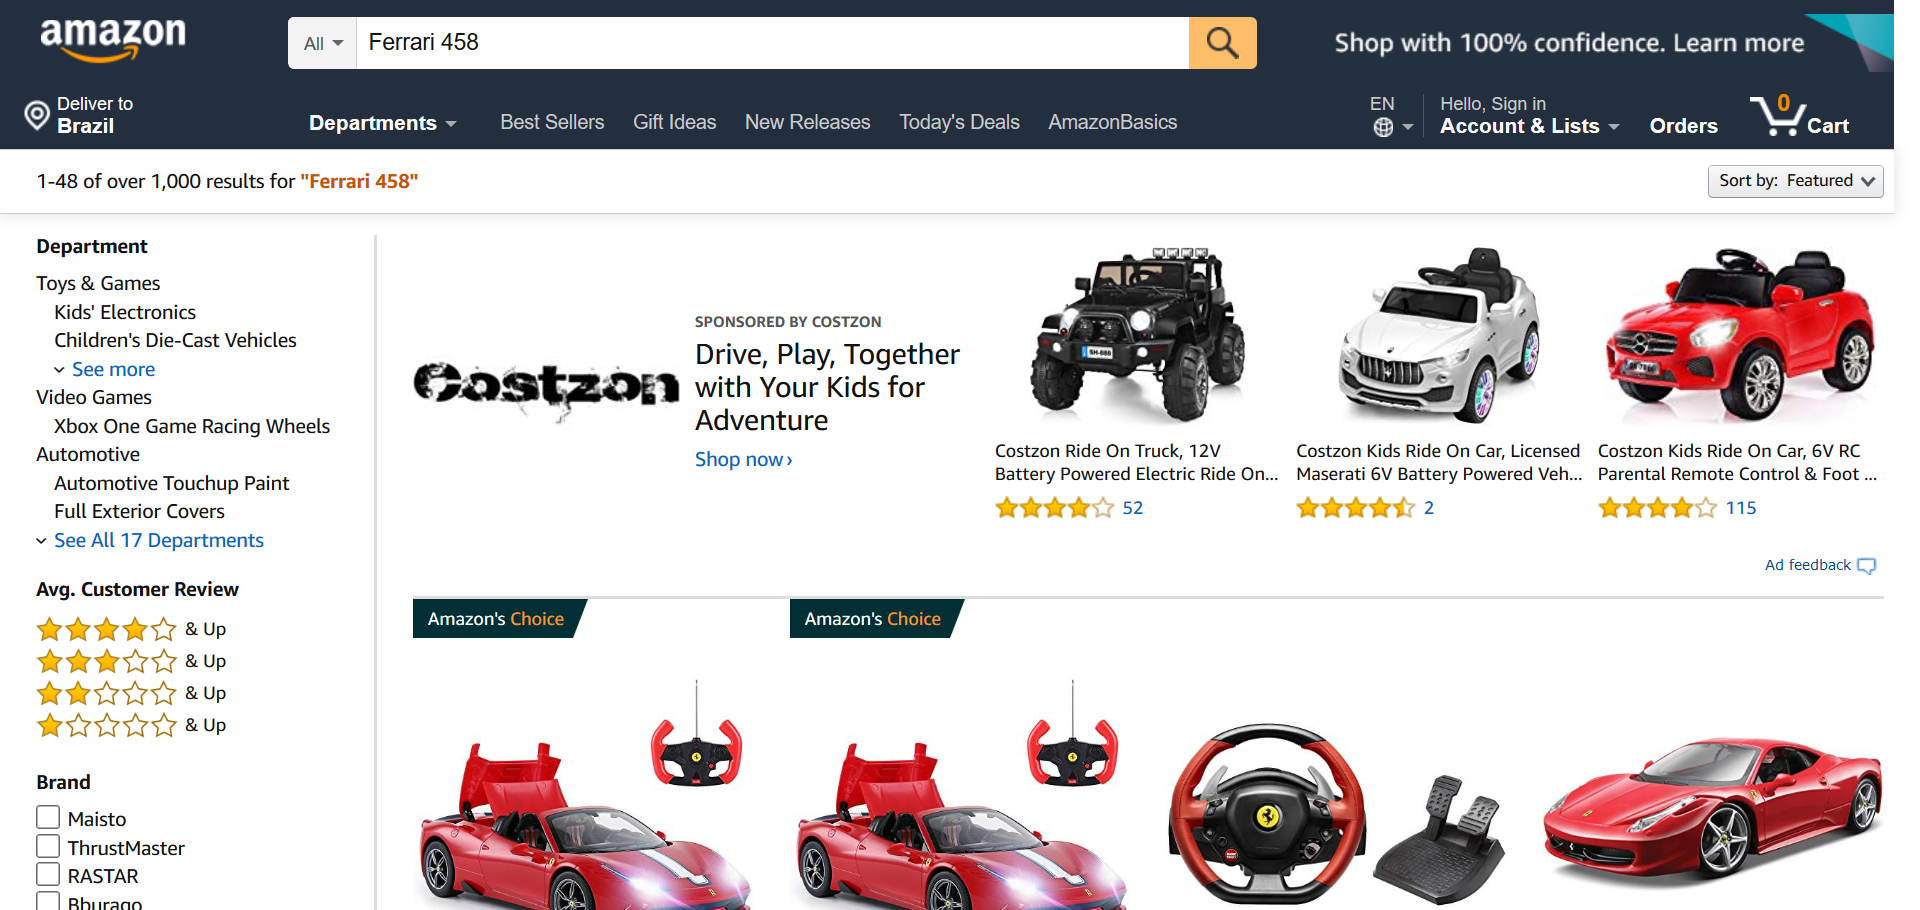 amazon
All
Ferrari 458
Shop with 100% confidence. Learn more
Deliver to
Brazil
Departments
Best Sellers
Gift Ideas
New Releases
Today's Deals
AmazonBasics
EN
Hello, Sign in
Account & Lists
Orders
0
Cart
1-48 of over 1,000 results for "Ferrari 458"
Sort by: Featured
Department
Toys & Games
Kids' Electronics
Children's Die-Cast Vehicles
See more
Video Games
Xbox One Game Racing Wheels
Automotive
Automotive Touchup Paint
Full Exterior Covers
See All 17 Departments
Avg. Customer Review
& Up
& Up
& Up
& Up
Brand
Maisto
ThrustMaster
RASTAR
Bburago
Costzon
SPONSORED BY COSTZON
Drive, Play, Together
with Your Kids for
Adventure
Shop now›
SH-888
Costzon Ride On Truck, 12V
Battery Powered Electric Ride On...
52
Costzon Kids Ride On Car, Licensed
Maserati 6V Battery Powered Veh...
2
Costzon Kids Ride On Car, 6V RC
Parental Remote Control & Foot ...
115
Ad feedback
Amazon's Choice
Amazon's Choice